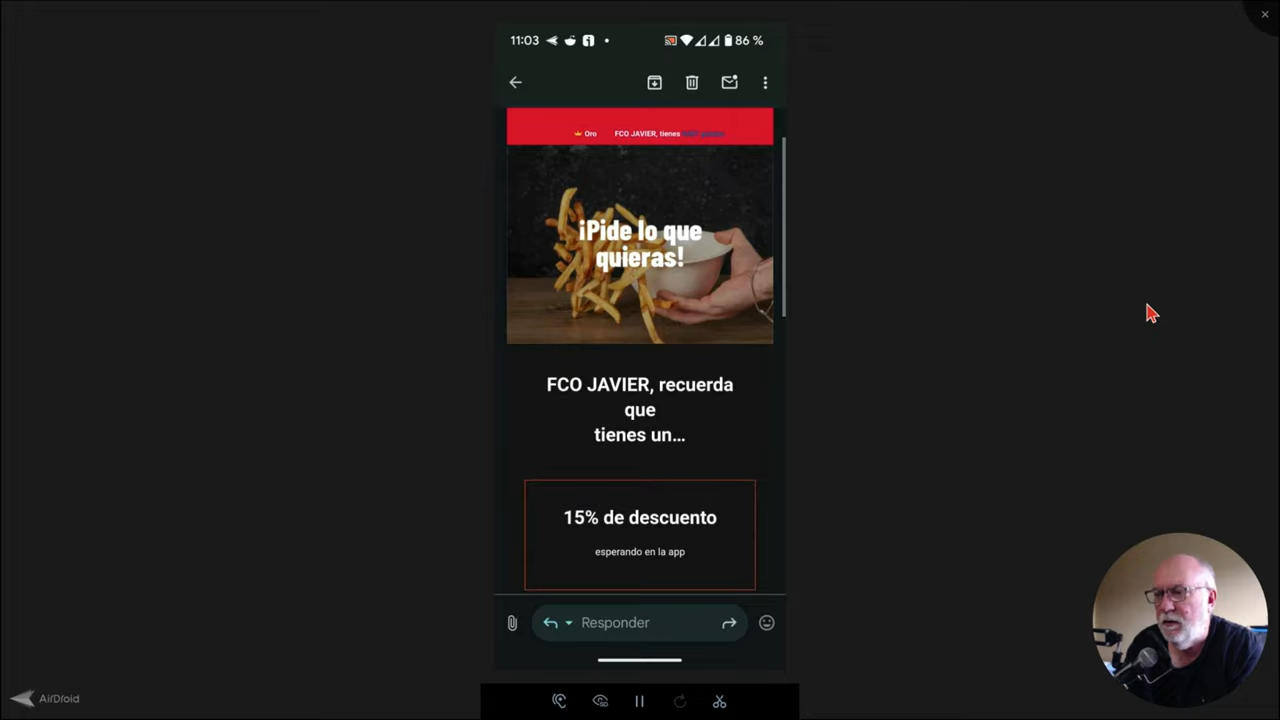 11:03
86 %
Oro
FCO JAVIER, tienes
¡Pide lo que
quieras!
FCO JAVIER, recuerda
que
tienes un...
15% de descuento
esperando en la app
Responder
AirDroid